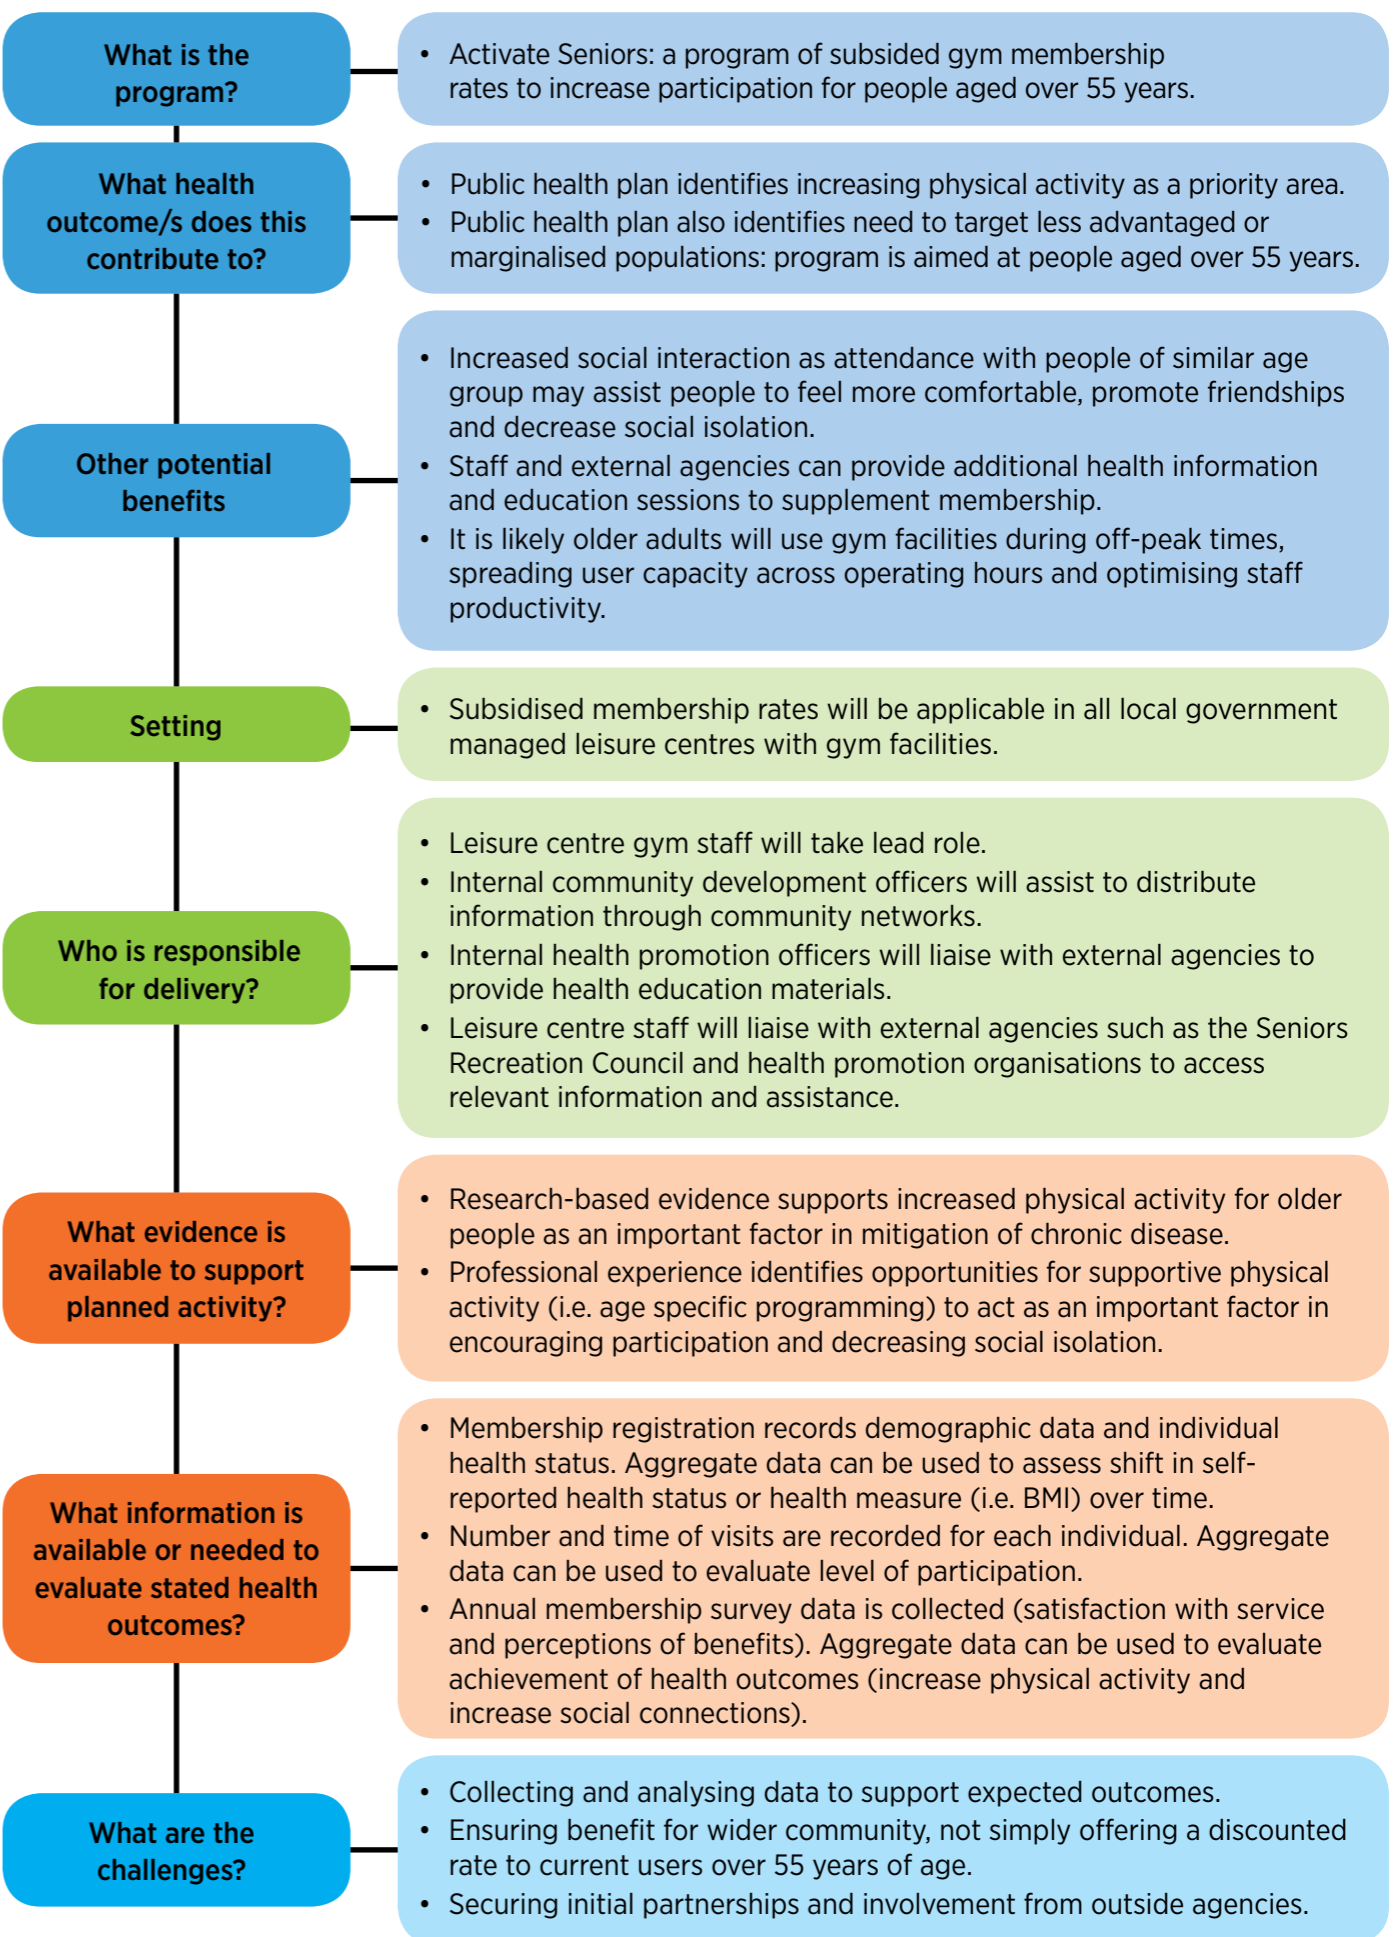 What is the
program?
• Activate Seniors: a program of subsided gym membership
rates to increase participation for people aged over 55 years.
What health
outcome/s does this
contribute to?
• Public health plan identifies increasing physical activity as a priority area.
• Public health plan also identifies need to target less advantaged or
marginalised populations: program is aimed at people aged over 55 years.
Other potential
benefits
• Increased social interaction as attendance with people of similar age
group may assist people to feel more comfortable, promote friendships
and decrease social isolation.
• Staff and external agencies can provide additional health information
and education sessions to supplement membership.
• It is likely older adults will use gym facilities during off-peak times,
spreading user capacity across operating hours and optimising staff
productivity.
Setting
• Subsidised membership rates will be applicable in all local government
managed leisure centres with gym facilities.
Who is responsible
for delivery?
• Leisure centre gym staff will take lead role.
• Internal community development officers will assist to distribute
information through community networks.
• Internal health promotion officers will liaise with external agencies to
provide health education materials.
• Leisure centre staff will liaise with external agencies such as the Seniors
Recreation Council and health promotion organisations to access
relevant information and assistance.
What evidence is
available to support
planned activity?
• Research-based evidence supports increased physical activity for older
people as an important factor in mitigation of chronic disease.
• Professional experience identifies opportunities for supportive physical
activity (i.e. age specific programming) to act as an important factor in
encouraging participation and decreasing social isolation.
What information is
available or needed to
evaluate stated health
outcomes?
• Membership registration records demographic data and individual
health status. Aggregate data can be used to assess shift in self-
reported health status or health measure (i.e. BMI) over time.
• Number and time of visits are recorded for each individual. Aggregate
data can be used to evaluate level of participation.
• Annual membership survey data is collected (satisfaction with service
and perceptions of benefits). Aggregate data can be used to evaluate
achievement of health outcomes (increase physical activity and
increase social connections).
What are the
challenges?
• Collecting and analysing data to support expected outcomes.
• Ensuring benefit for wider community, not simply offering a discounted
rate to current users over 55 years of age.
• Securing initial partnerships and involvement from outside agencies.